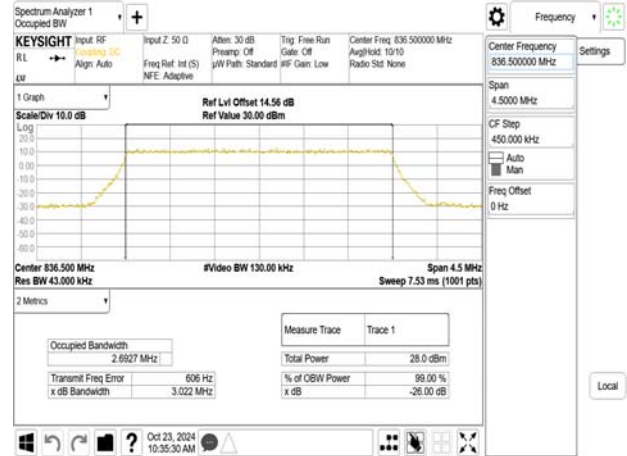 Spectrum Analyzer 1
Occupied BW
+
Frequency
KEYSIGHT
RL
Input: RF
Coupling: DC
Align: Auto
Input Z: 50 Ω
Freq Ref: Int (S)
NFE: Adaptive
Atten: 30 dB
Preamp: Off
µW Path: Standard
Trig: Free Run
Gate: Off
#IF Gain: Low
Center Freq: 836.500000 MHz
Avg|Hold: 10/10
Radio Std: None
Center Frequency
836.500000 MHz
Settings
Span
4.5000 MHz
CF Step
450.000 kHz
Auto
Man
Freq Offset
0 Hz
Local
1 Graph
Scale/Div 10.0 dB
Ref Lvl Offset 14.56 dB
Ref Value 30.00 dBm
Log
20.0
10.0
0.00
-10.0
-20.0
-30.0
-40.0
-50.0
-60.0
Center 836.500 MHz
#Video BW 130.00 kHz
Span 4.5 MHz
Res BW 43.000 kHz
Sweep 7.53 ms (1001 pts)
2 Metrics
Measure Trace Trace 1
Occupied Bandwidth
2.6927 MHz
Total Power 28.0 dBm
Transmit Freq Error 606 Hz
% of OBW Power 99.00 %
x dB Bandwidth 3.022 MHz
x dB -26.00 dB
?
Oct 23, 2024
10:35:30 AM